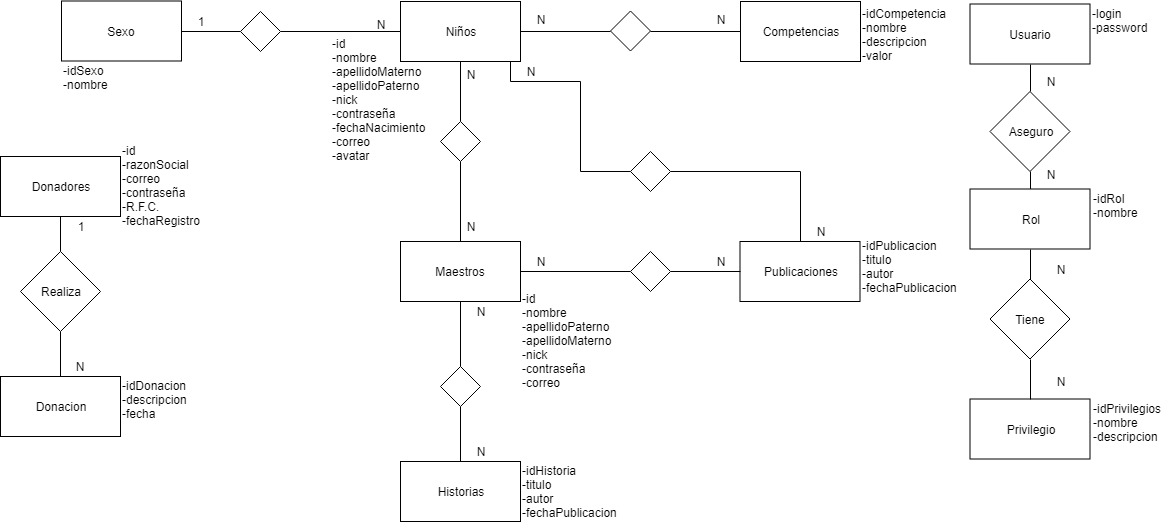 Sexo
1
N
-idSexo
-nombre
Niños
-id
-nombre
-apellidoMaterno
-apellidoPaterno
-nick
-contraseña
-fechaNacimiento
-correo
-avatar
N
N
Competencias
-idCompetencia
-nombre
-descripcion
-valor
N
N
N
N
Usuario
-login
-password
N
Aseguro
N
Rol
-idRol
-nombre
N
Tiene
N
Privilegio
-idPrivilegios
-nombre
-descripcion
Donadores
-id
-razonSocial
-correo
-contraseña
-R.F.C.
-fechaRegistro
1
Realiza
N
Donacion
-idDonacion
-descripcion
-fecha
Maestros
-id
-nombre
-apellidoPaterno
-apellidoMaterno
-nick
-contraseña
-correo
N
N
Publicaciones
-idPublicacion
-titulo
-autor
-fechaPublicacion
N
N
Historias
-idHistoria
-titulo
-autor
-fechaPublicacion